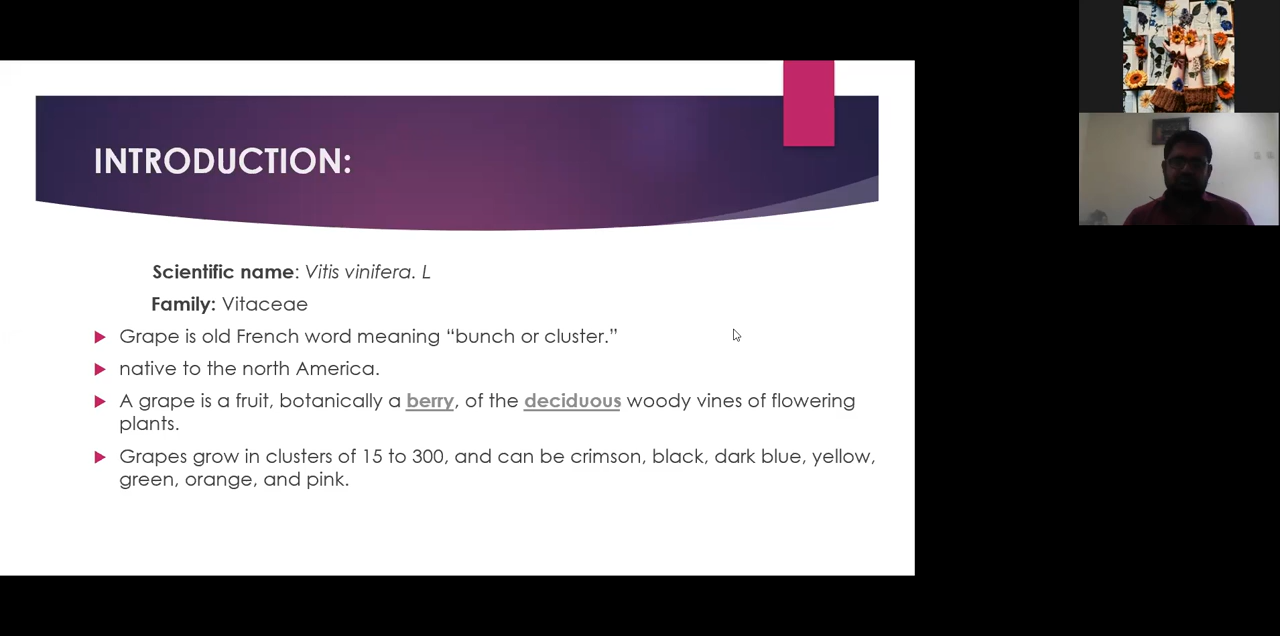 INTRODUCTION:
Scientific name: Vitis vinifera. L
Family: Vitaceae
Grape is old French word meaning “bunch or cluster.”
native to the north America.
A grape is a fruit, botanically a berry, of the deciduous woody vines of flowering
plants.
Grapes grow in clusters of 15 to 300, and can be crimson, black, dark blue, yellow,
green, orange, and pink.